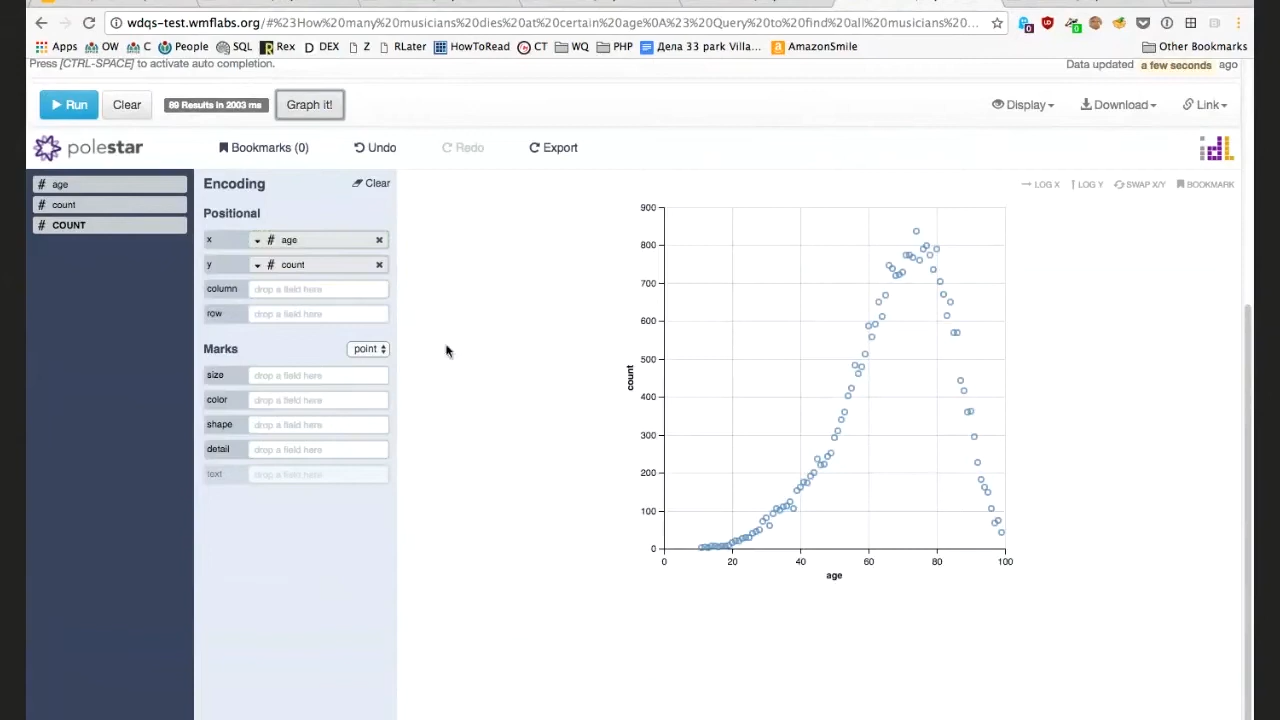 wdqs-test.wmflabs.org/#%23How%20many%20musicians%20dies%20at%20certain%20age%0A%23%20Query%20to%20find%20all%20musicians%20...
Apps OW C People SQL Rex DEX Z RLater HowToRead CT WQ PHP Дела 33 park Villa... AmazonSmile Other Bookmarks
Press [CTRL-SPACE] to activate auto completion. Data updated a few seconds ago
Run Clear 89 Results in 2003 ms Graph it! Display Download Link
polestar Bookmarks (0) Undo Redo Export idl
# age
# count
# COUNT
Encoding Clear
Positional
x # age
y # count
column drop a field here
row drop a field here
Marks point
size drop a field here
color drop a field here
shape drop a field here
detail drop a field here
text drop a field here
LOG X LOG Y SWAP X/Y BOOKMARK
900
800
700
600
500
400
300
200
100
0
count
0 20 40 60 80 100
age